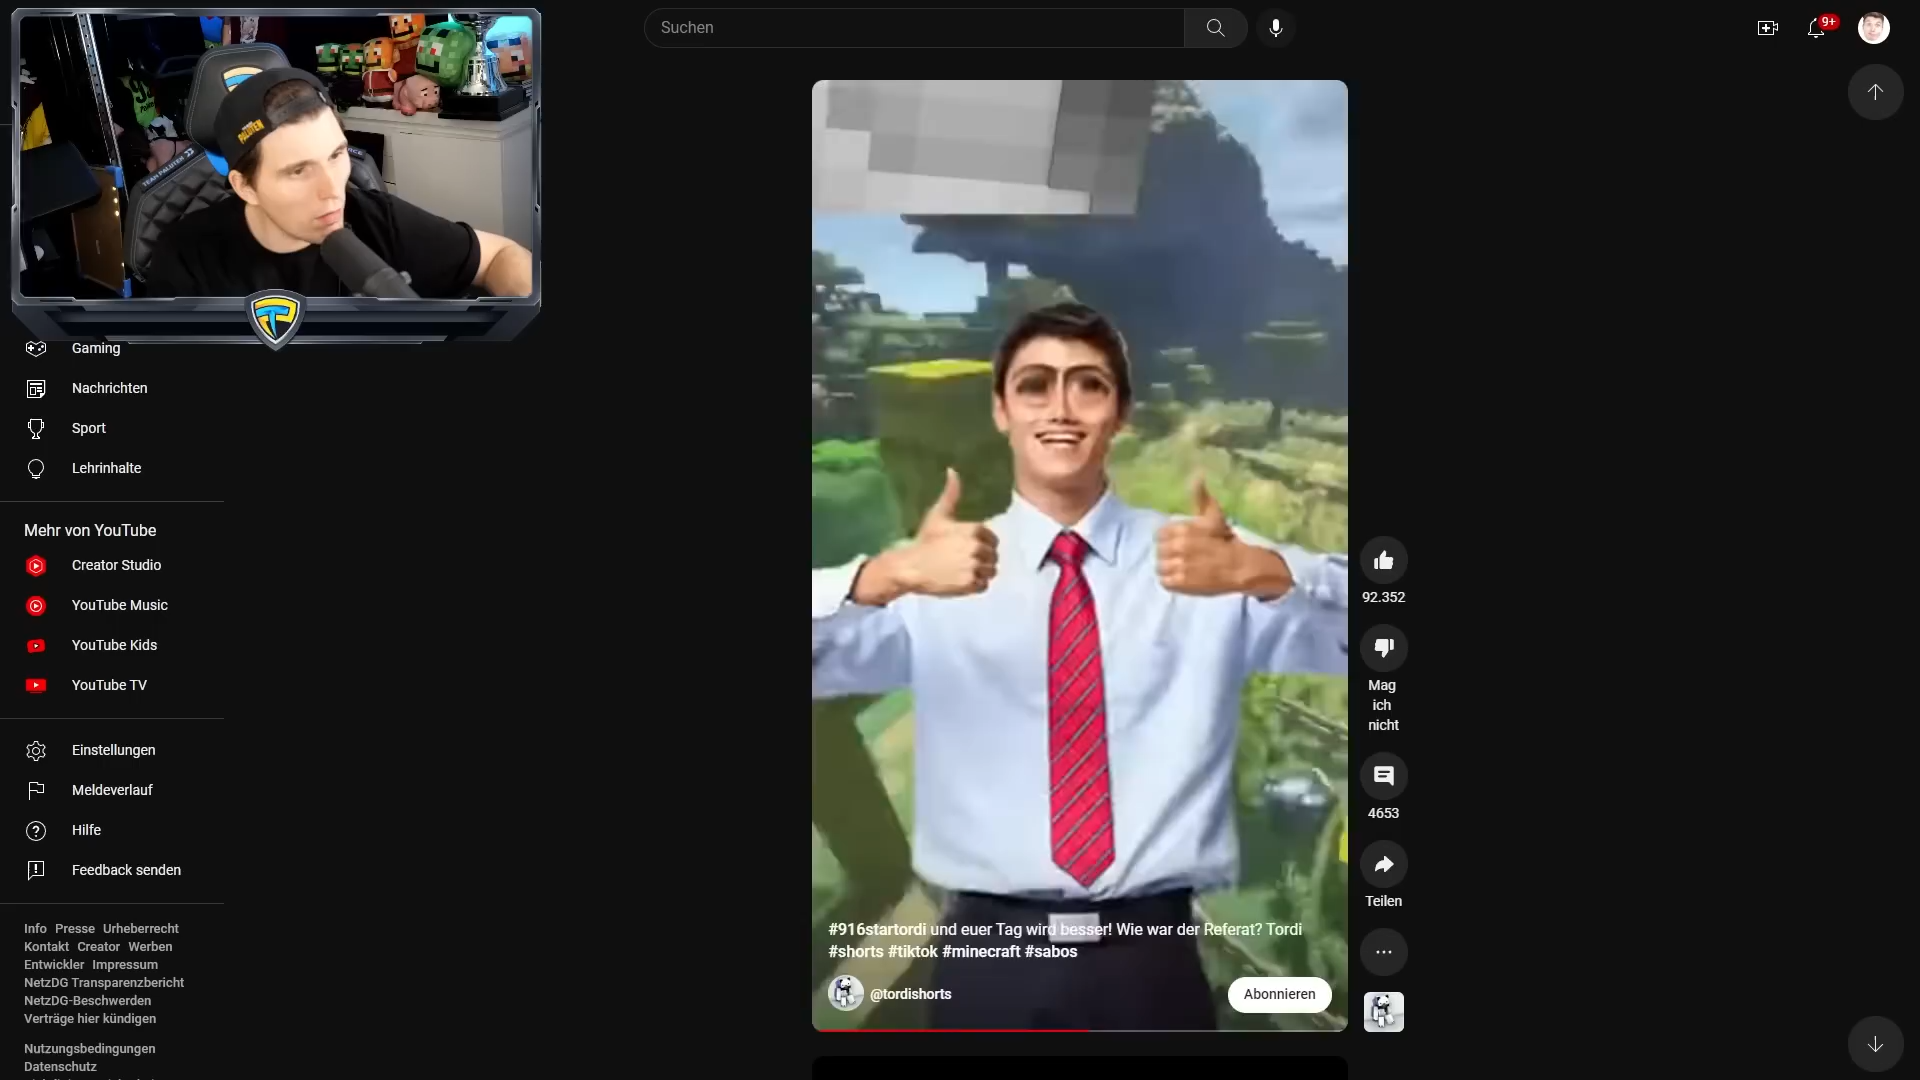 Suchen
9+
PALUTEN
TEAM PALUTEN
Gaming
Nachrichten
Sport
Lehrinhalte
Mehr von YouTube
Creator Studio
YouTube Music
YouTube Kids
YouTube TV
Einstellungen
Meldeverlauf
Hilfe
Feedback senden
Info Presse Urheberrecht
Kontakt Creator Werben
Entwickler Impressum
NetzDG Transparenzbericht
NetzDG-Beschwerden
Verträge hier kündigen
Nutzungsbedingungen
Datenschutz
#916startordi und euer Tag wird besser! Wie war der Referat? Tordi
#shorts #tiktok #minecraft #sabos
@tordishorts
Abonnieren
92.352
Mag
ich
nicht
4653
Teilen